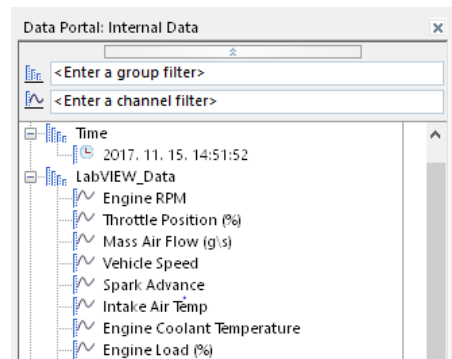 Data Portal: Internal Data
<Enter a group filter>
<Enter a channel filter>
Time
2017. 11. 15. 14:51:52
LabVIEW_Data
Engine RPM
Throttle Position (%)
Mass Air Flow (g\s)
Vehicle Speed
Spark Advance
Intake Air Temp
Engine Coolant Temperature
Engine Load (%)